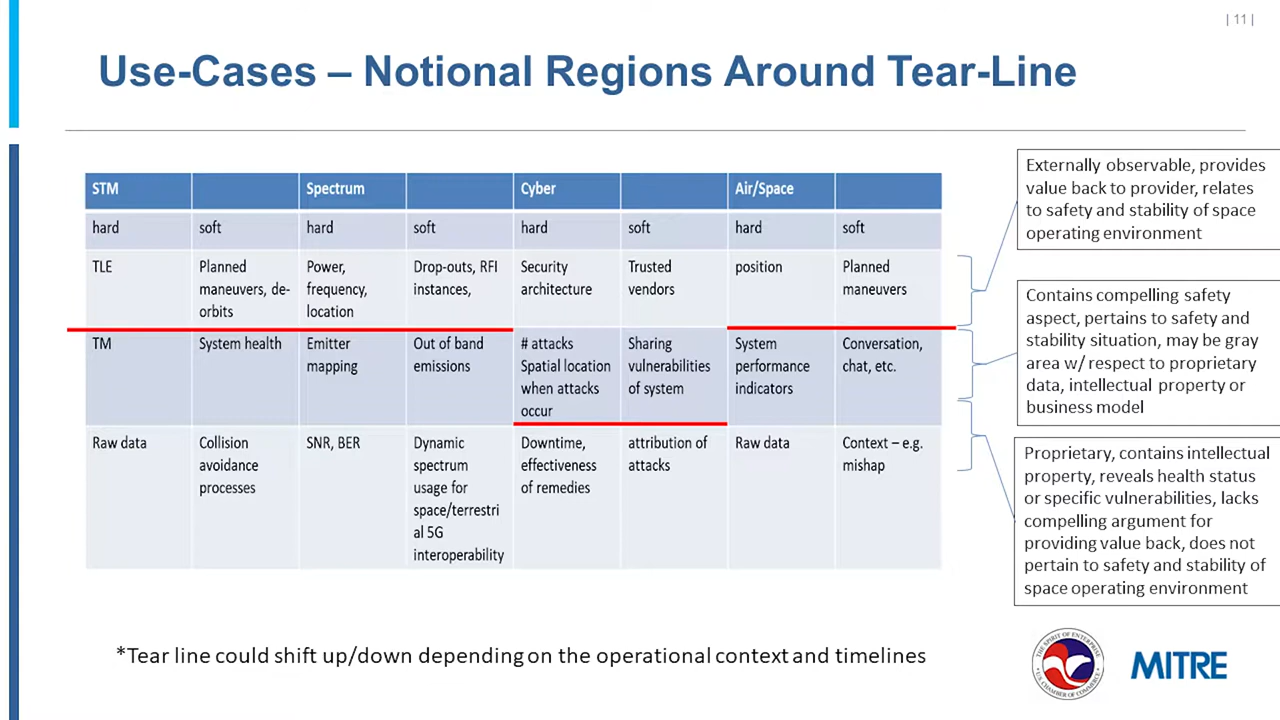 | 11 |
Use-Cases – Notional Regions Around Tear-Line
STM
Spectrum
Cyber
Air/Space
hard
soft
hard
soft
hard
soft
hard
soft
TLE
Planned
maneuvers, de-
orbits
Power,
frequency,
location
Drop-outs, RFI
instances,
Security
architecture
Trusted
vendors
position
Planned
maneuvers
TM
System health
Emitter
mapping
Out of band
emissions
# attacks
Spatial location
when attacks
occur
Sharing
vulnerabilities
of system
System
performance
indicators
Conversation,
chat, etc.
Raw data
Collision
avoidance
processes
SNR, BER
Dynamic
spectrum
usage for
space/terrestri
al 5G
interoperability
Downtime,
effectiveness
of remedies
attribution of
attacks
Raw data
Context – e.g.
mishap
Externally observable, provides
value back to provider, relates
to safety and stability of space
operating environment
Contains compelling safety
aspect, pertains to safety and
stability situation, may be gray
area w/ respect to proprietary
data, intellectual property or
business model
Proprietary, contains intellectual
property, reveals health status
or specific vulnerabilities, lacks
compelling argument for
providing value back, does not
pertain to safety and stability of
space operating environment
*Tear line could shift up/down depending on the operational context and timelines
THE SPIRIT OF ENTERPRISE
U.S. CHAMBER OF COMMERCE
MITRE